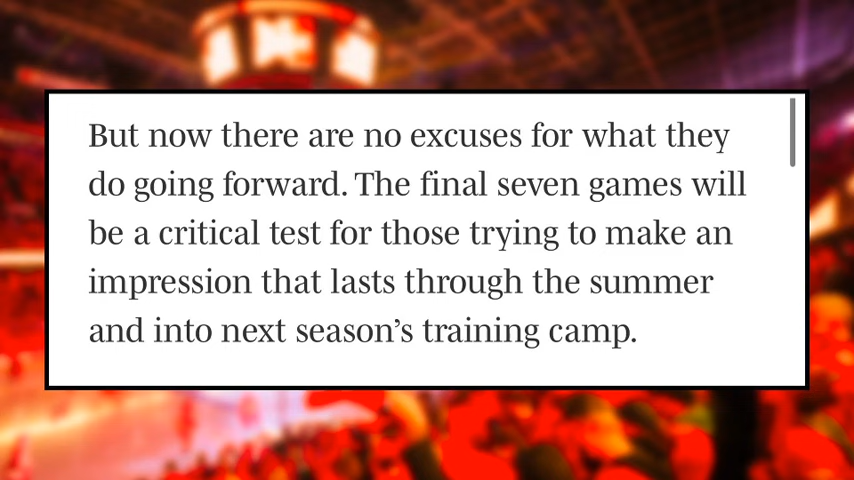 But now there are no excuses for what they
do going forward. The final seven games will
be a critical test for those trying to make an
impression that lasts through the summer
and into next season’s training camp.